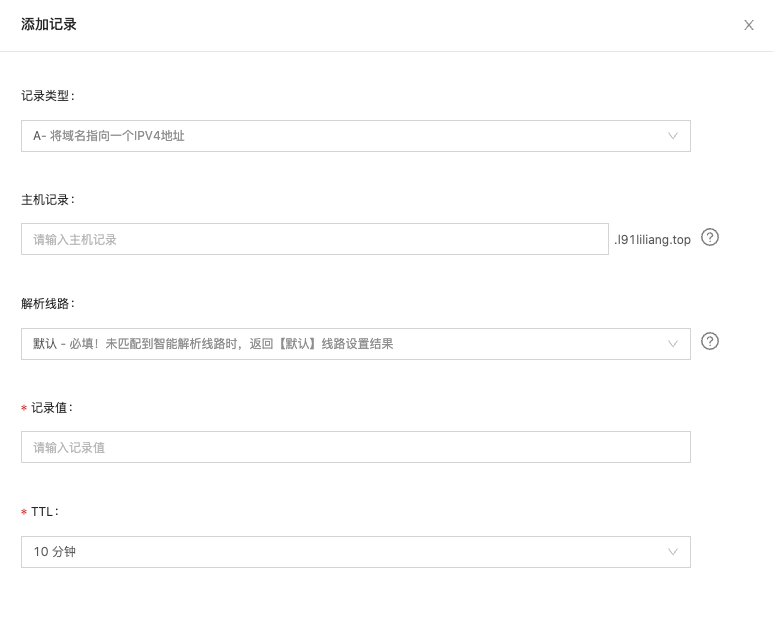 添加记录
记录类型：
A- 将域名指向一个IPV4地址
主机记录：
请输入主机记录
.l91liliang.top
解析线路：
默认 - 必填！未匹配到智能解析线路时，返回【默认】线路设置结果
* 记录值：
请输入记录值
* TTL：
10 分钟